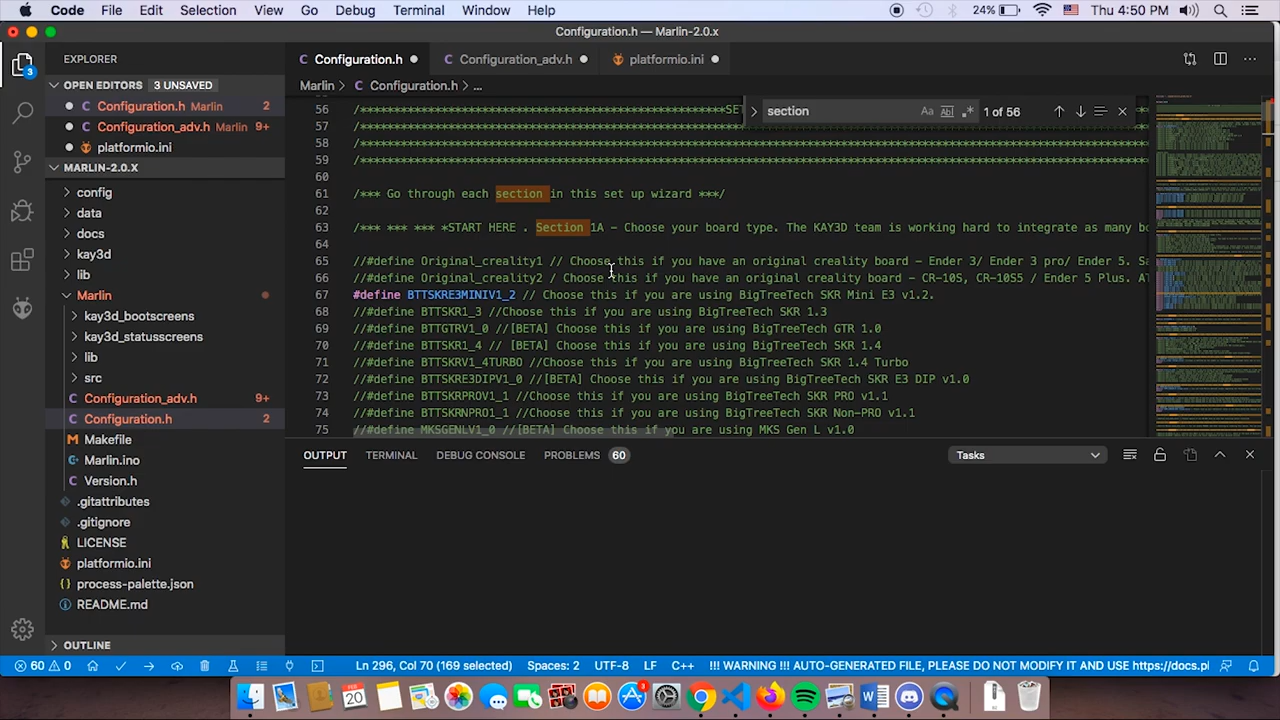 Code File Edit Selection View Go Debug Terminal Window Help 24% Thu 4:50 PM
Configuration.h — Marlin-2.0.x
EXPLORER
Configuration.h Configuration_adv.h platformio.ini
OPEN EDITORS 3 UNSAVED
Configuration.h Marlin 2
Configuration_adv.h Marlin 9+
platformio.ini
MARLIN-2.0.X
config
data
docs
kay3d
lib
Marlin
kay3d_bootscreens
kay3d_statusscreens
lib
src
Configuration_adv.h 9+
Configuration.h 2
Makefile
Marlin.ino
Version.h
.gitattributes
.gitignore
LICENSE
platformio.ini
process-palette.json
README.md
OUTLINE
3
Marlin > Configuration.h > ...
section Aa Abl .* 1 of 56
56 /**********************************************************************SET
57 /**********************************************************************
58 /**********************************************************************
59 /**********************************************************************
60
61 /*** Go through each section in this set up wizard ***/
62
63 /*** *** *** *START HERE . Section 1A - Choose your board type. The KAY3D team is working hard to integrate as many bo
64
65 //#define Original_creality // Choose this if you have an original creality board - Ender 3/ Ender 3 pro/ Ender 5. Sa
66 //#define Original_creality2 // Choose this if you have an original creality board - CR-10S, CR-10S5 / Ender 5 Plus. AT
67 #define BTTSKRE3MINIV1_2 // Choose this if you are using BigTreeTech SKR Mini E3 v1.2.
68 //#define BTTSKR1_3 //Choose this if you are using BigTreeTech SKR 1.3
69 //#define BTTGTR1_0 //[BETA] Choose this if you are using BigTreeTech GTR 1.0
70 //#define BTTSKR1_4 //[BETA] Choose this if you are using BigTreeTech SKR 1.4
71 //#define BTTSKR1_4TURBO //Choose this if you are using BigTreeTech SKR 1.4 Turbo
72 //#define BTTSKRE3DIPV1_0 //[BETA] Choose this if you are using BigTreeTech SKR E3 DIP v1.0
73 //#define //Choose this if you are using BigTreeTech SKR PRO v1.1
74 //#define //Choose this if you are using BigTreeTech SKR Non-PRO v1.1
75 //#define //[BETA] Choose this if you are using MKS Gen L v1.0
OUTPUT TERMINAL DEBUG CONSOLE PROBLEMS 60 Tasks
60 0 Ln 296, Col 70 (169 selected) Spaces: 2 UTF-8 LF C++ !!! WARNING !!! AUTO-GENERATED FILE, PLEASE DO NOT MODIFY IT AND USE https://docs.pl
FEB 20 1